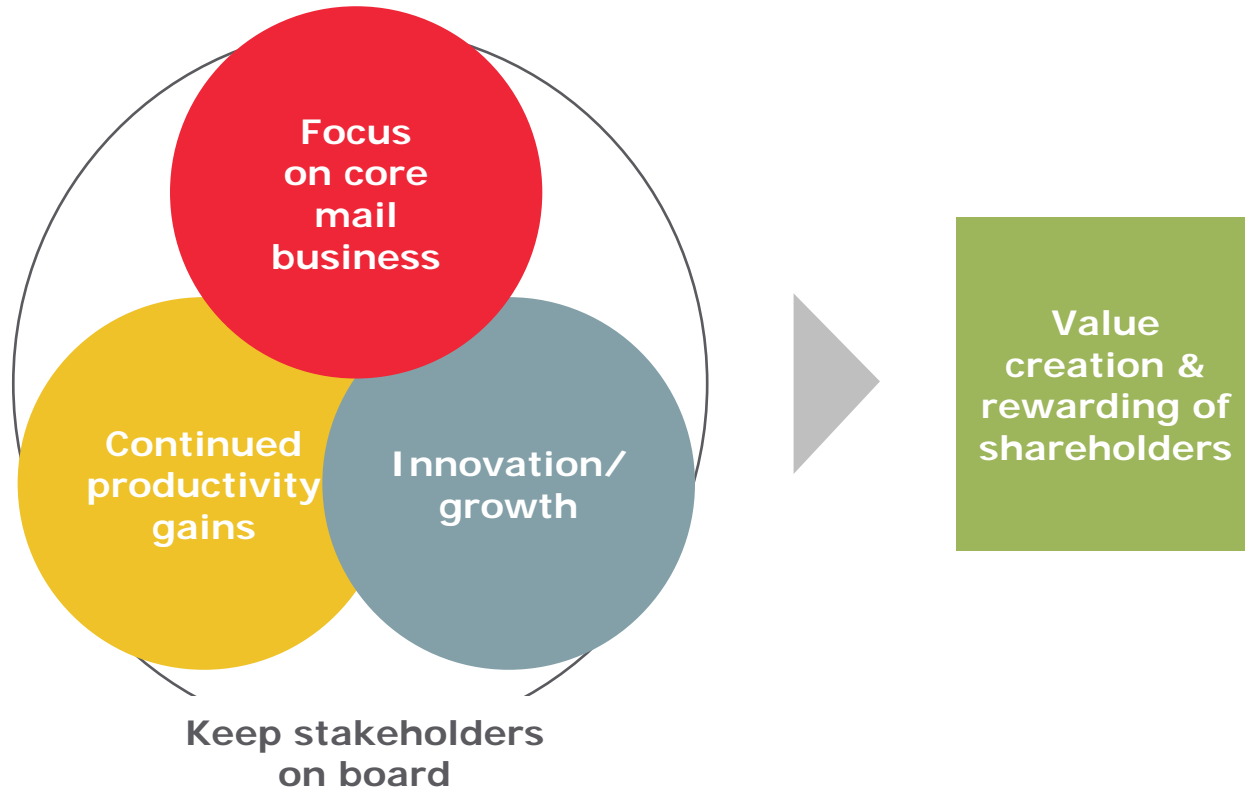 Focus
on core
mail
business
Continued
productivity
gains
Innovation/
growth
Keep stakeholders
on board
Value
creation &
rewarding of
shareholders